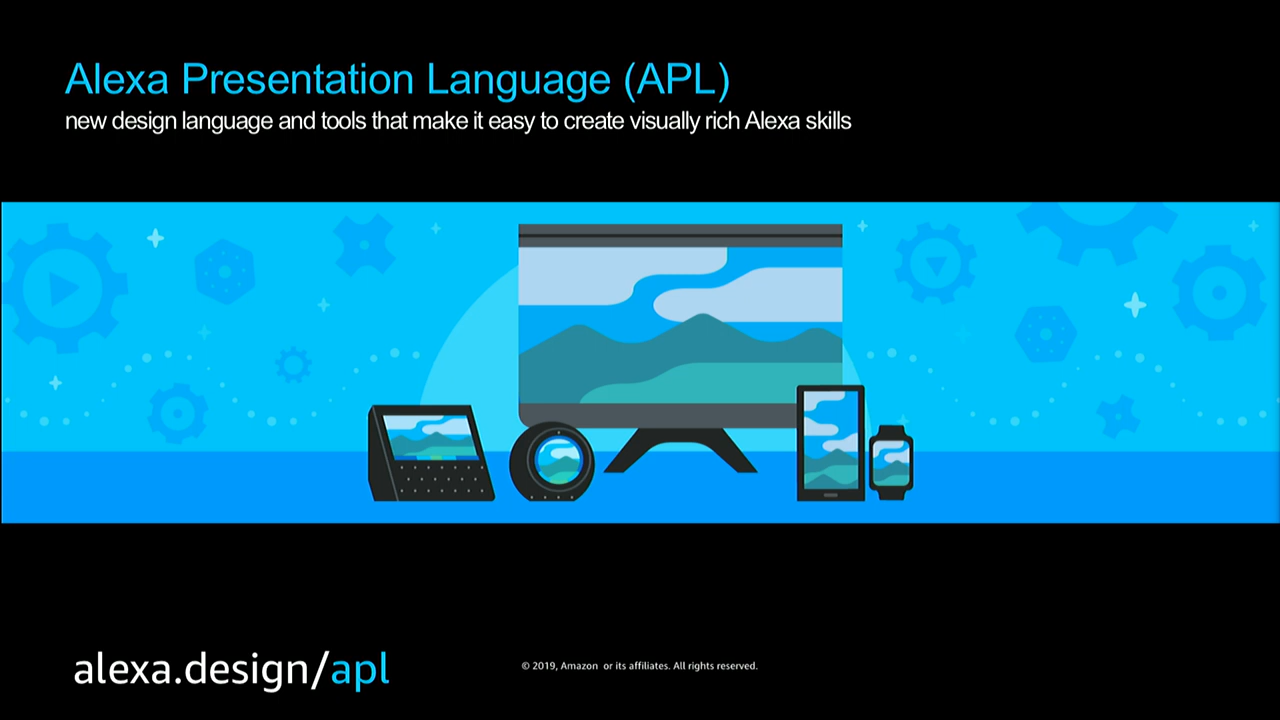 Alexa Presentation Language (APL)
new design language and tools that make it easy to create visually rich Alexa skills
alexa.design/apl
© 2019, Amazon or its affiliates. All rights reserved.